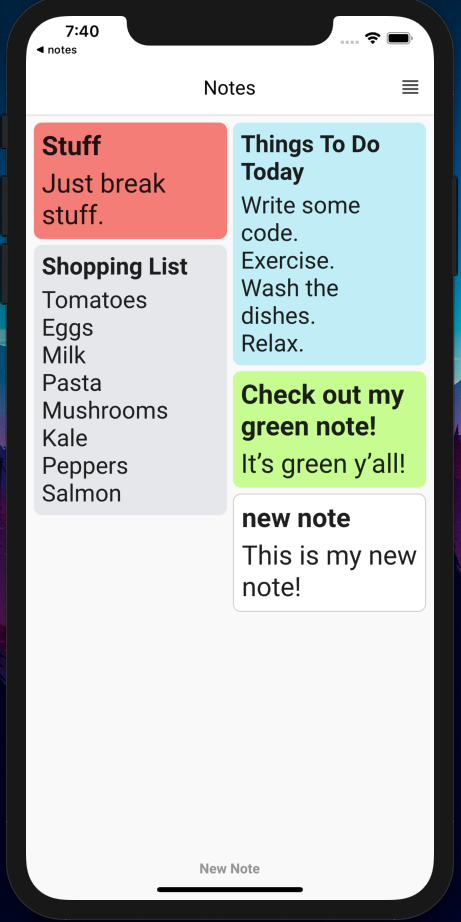 7:40
◀ notes
Notes
Stuff
Just break
stuff.
Shopping List
Tomatoes
Eggs
Milk
Pasta
Mushrooms
Kale
Peppers
Salmon
Things To Do
Today
Write some
code.
Exercise.
Wash the
dishes.
Relax.
Check out my
green note!
It’s green y’all!
new note
This is my new
note!
New Note